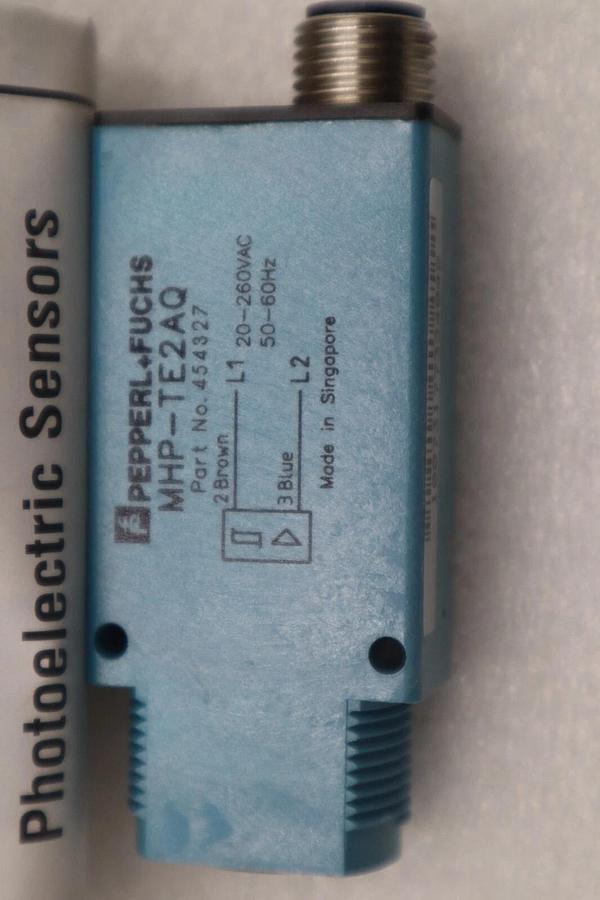 Photoelectric Sensors
PEPPERL+FUCHS
MHP-TE2AQ
Part No. 454327
2 Brown
L1 20-260VAC
50-60Hz
3 Blue
L2
Made in Singapore